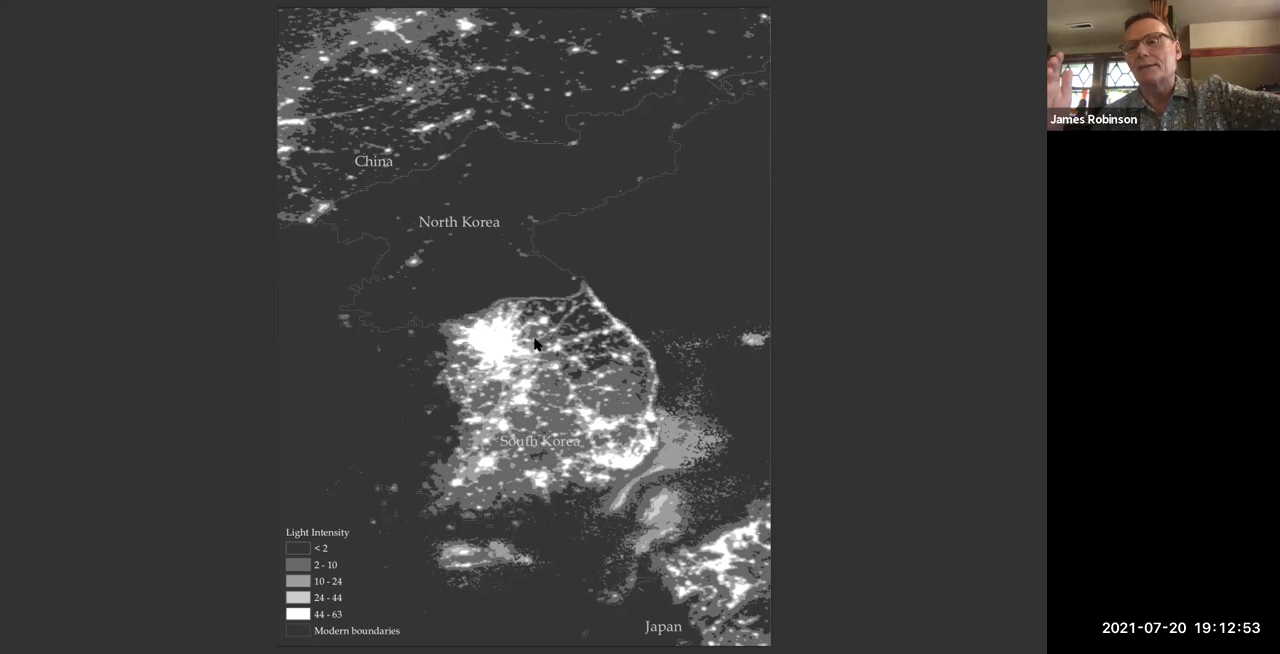 China
North Korea
South Korea
Light Intensity
< 2
2 - 10
10 - 24
24 - 44
44 - 63
Modern boundaries
Japan
James Robinson
2021-07-20 19:12:53